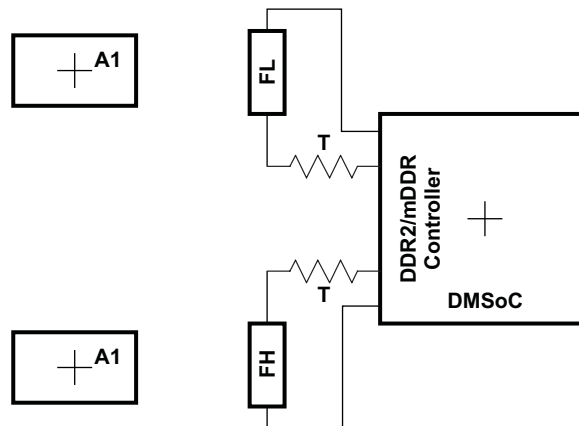 A1
FL
T
DDR2/mDDR
Controller
T
DMSoC
A1
FH